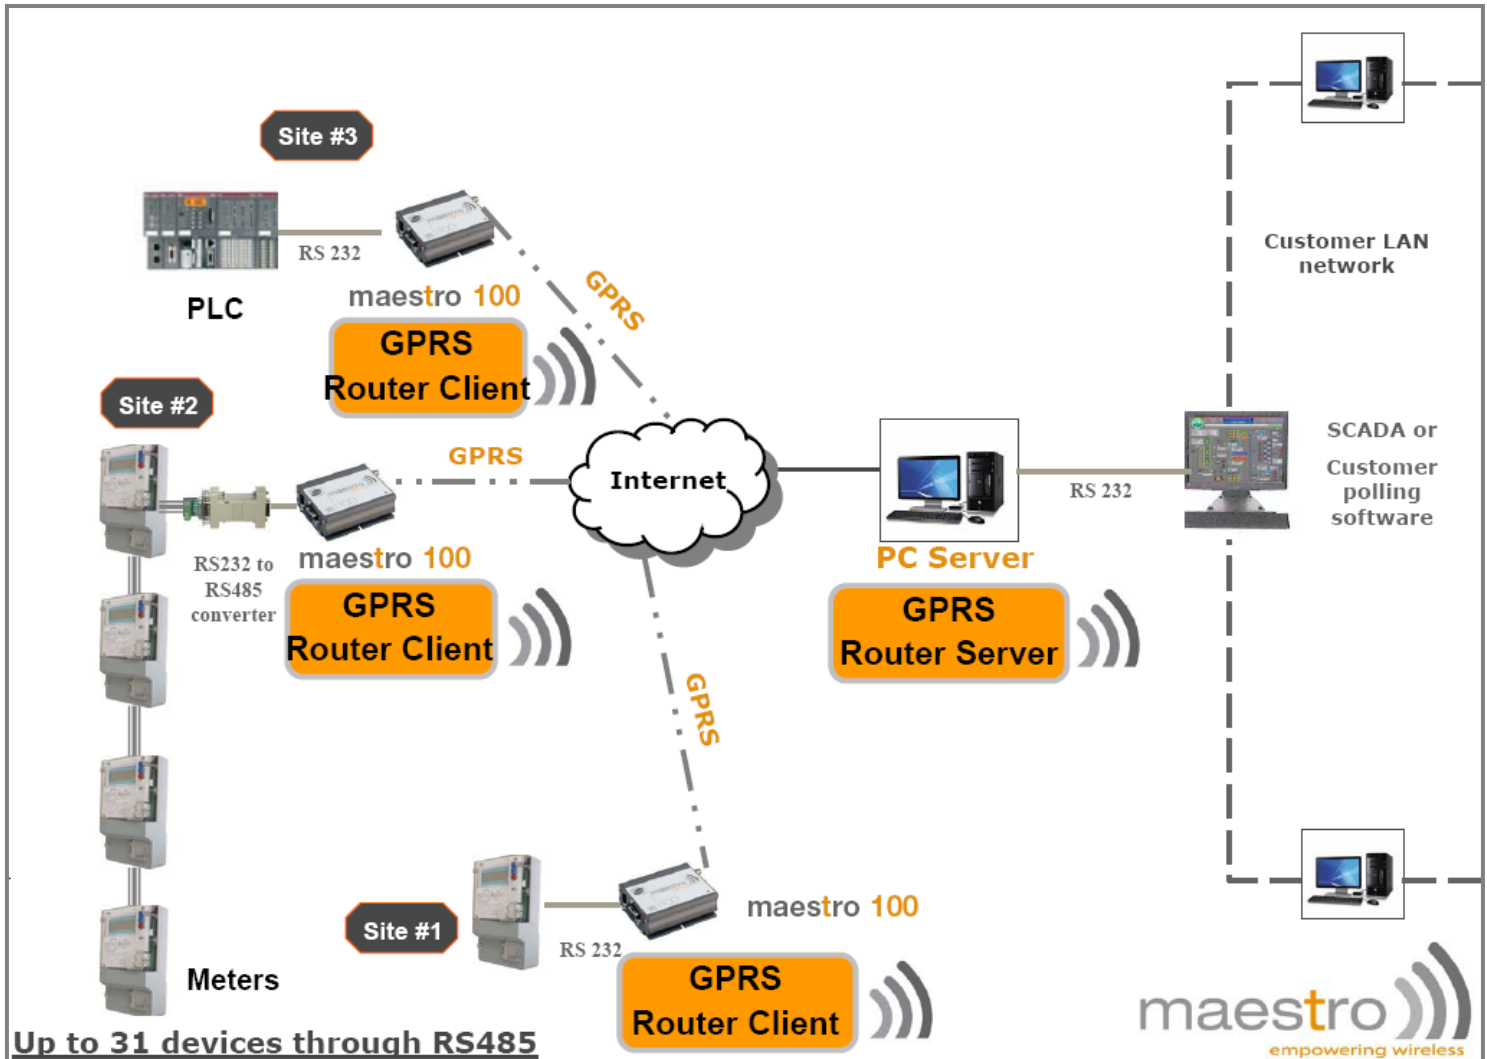 Site #3
RS 232
PLC
maestro 100
GPRS
Router Client
GPRS
Site #2
RS232 to
RS485
converter
maestro 100
GPRS
Router Client
GPRS
Internet
PC Server
GPRS
Router Server
RS 232
Customer LAN
network
SCADA or
Customer
polling
software
GPRS
Site #1
RS 232
maestro 100
GPRS
Router Client
Meters
Up to 31 devices through RS485
maestro
empowering wireless